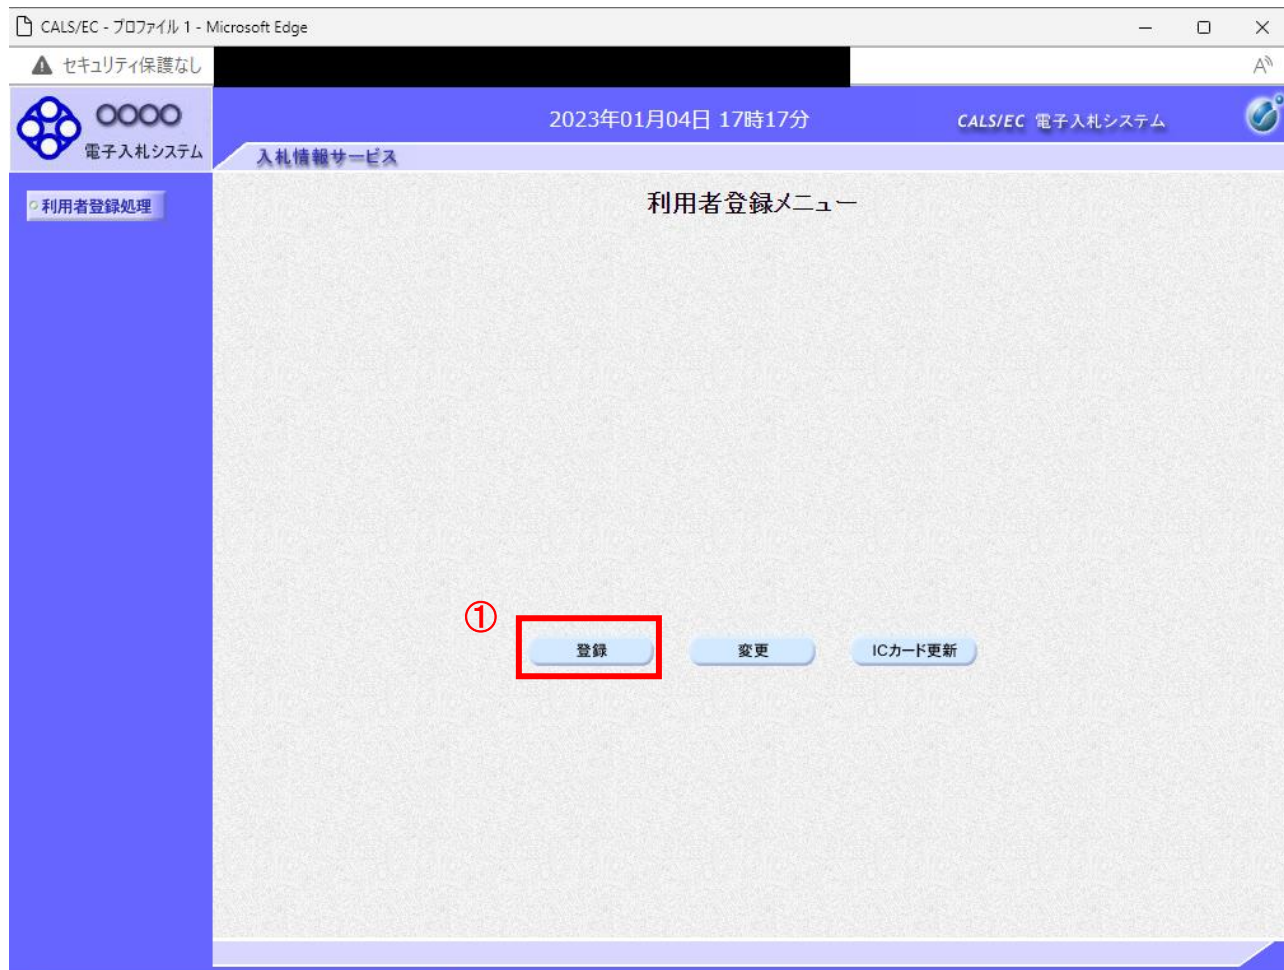 CALS/EC - プロファイル 1 - Microsoft Edge
セキュリティ保護なし
OOOO
電子入札システム
2023年01月04日 17時17分
CALS/EC 電子入札システム
入札情報サービス
利用者登録処理
利用者登録メニュー
①
登録
変更
ICカード更新